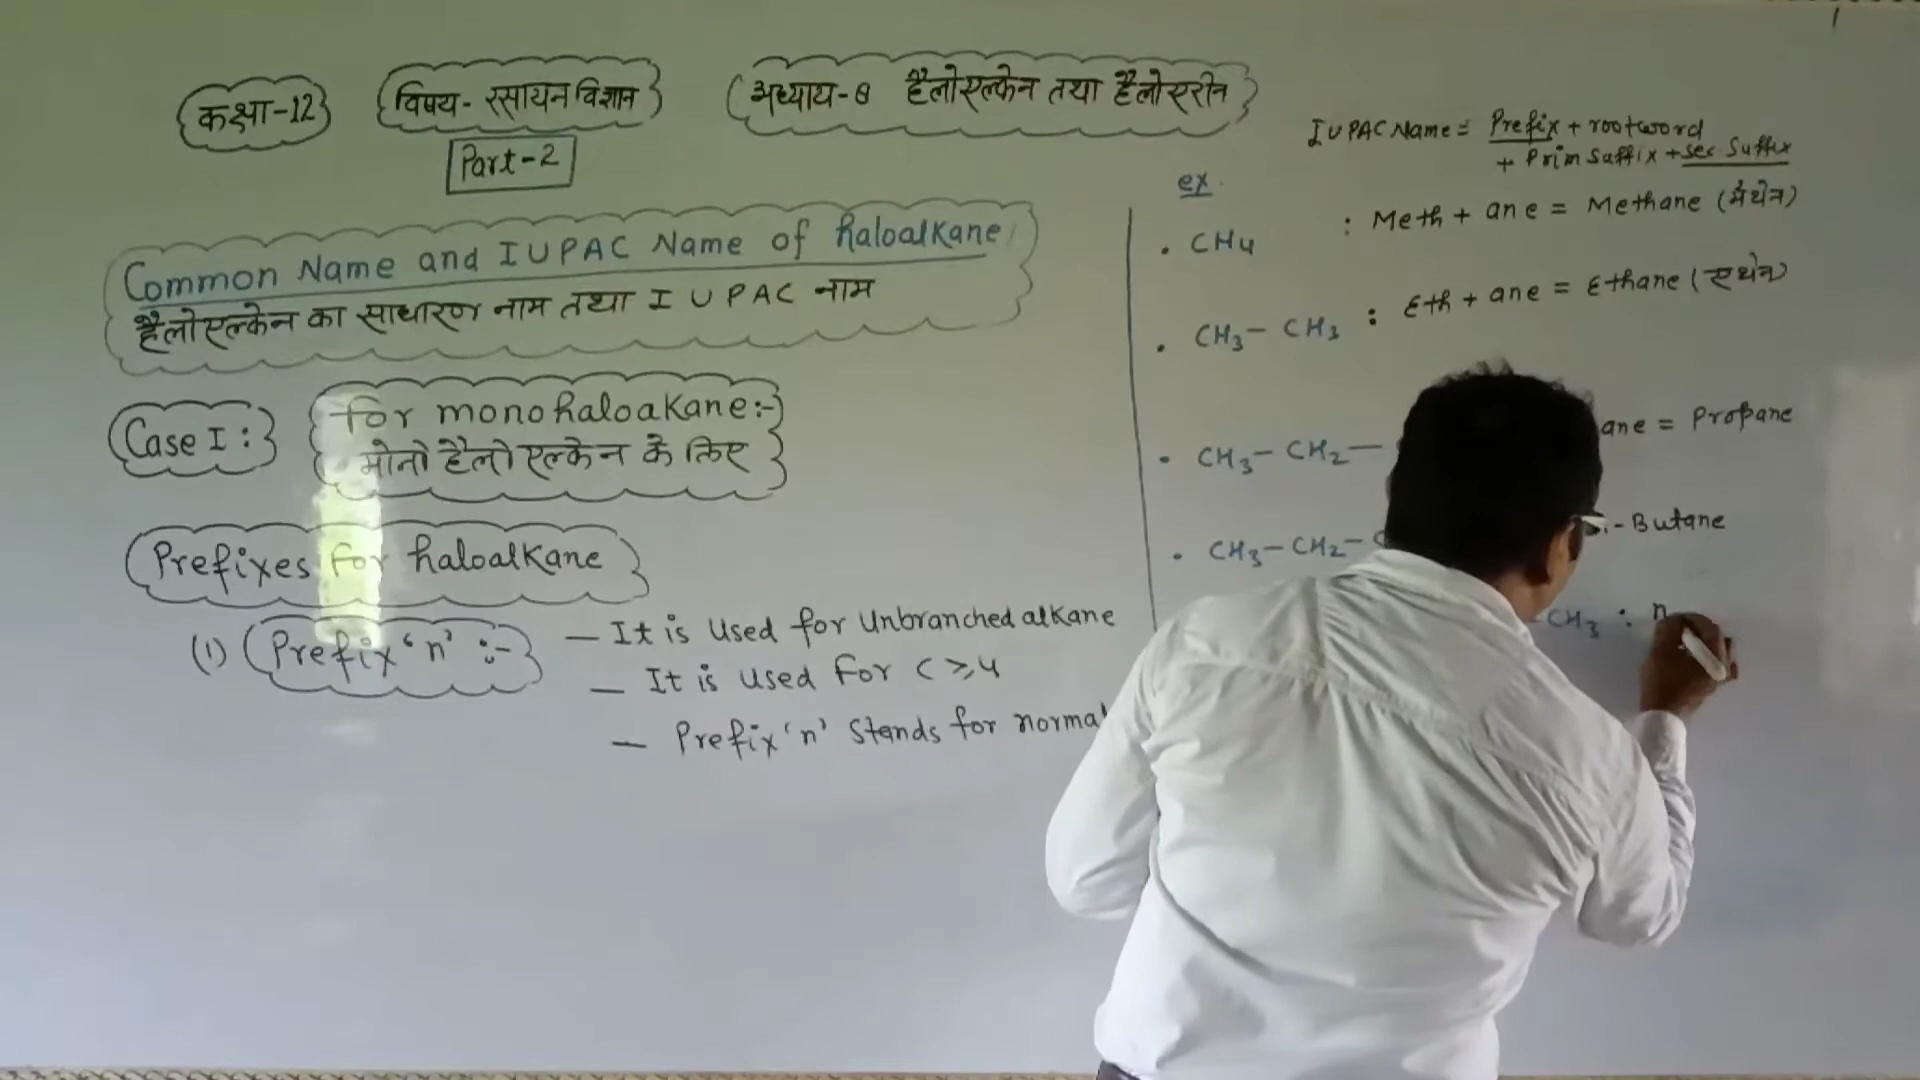 कक्षा-12
विषय- रसायन विज्ञान
अध्याय-6 हैलोएल्केन तथा हैलोएरीन
Part-2
Common Name and IUPAC Name of haloalkane
हैलोएल्केन का साधारण नाम तथा IUPAC नाम
Case I :
for monohaloakane:-
मोनो हैलो एल्केन के लिए
Prefixes for haloalkane
(1) Prefix 'n' :-
— It is used for Unbranched alkane
— It is used for C ≥ 4
— Prefix 'n' Stands for normal
IUPAC Name = Prefix + rootword
+ Prim Suffix + sec Suffix
ex.
• CH4 : Meth + ane = Methane (मेथेन)
• CH3 – CH3 : Eth + ane = Ethane (एथेन)
• CH3 – CH2 – ane = Propane
• CH3 – CH2 – -Butane
CH3 : n